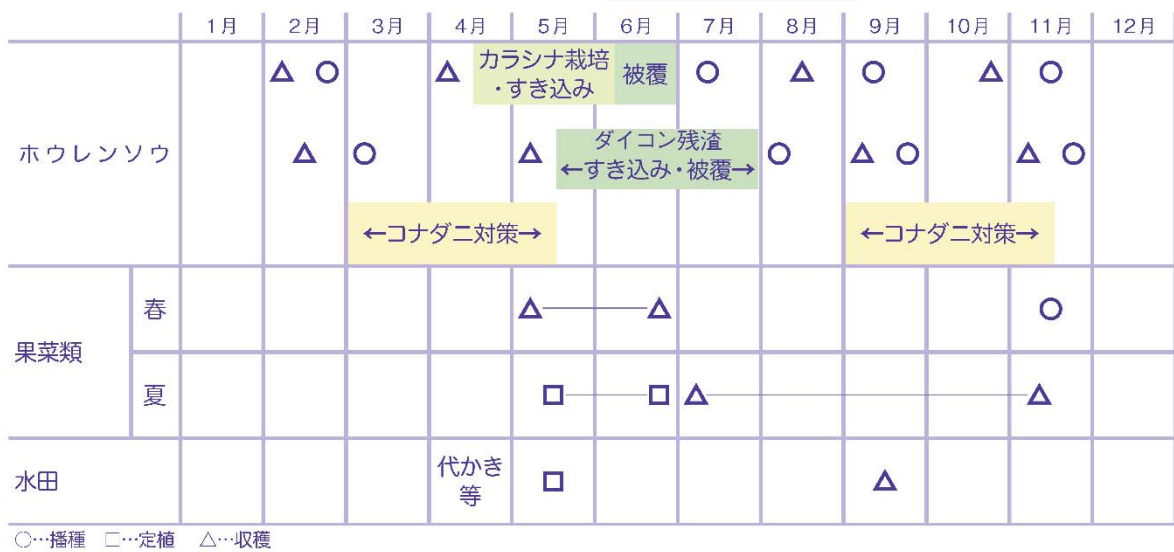 1月 2月 3月 4月 5月 6月 7月 8月 9月 10月 11月 12月
ホウレンソウ
△ ○ △ カラシナ栽培 被覆 ○ △ ○ △ ○
・すき込み
△ ○ △ ダイコン残渣 ○ △ ○ △ ○
←すき込み・被覆→
←コナダニ対策→ ←コナダニ対策→
果菜類
春 △ △ ○
夏 □ □ △ △
水田 代かき □ △
等
○…播種 □…定植 △…収穫